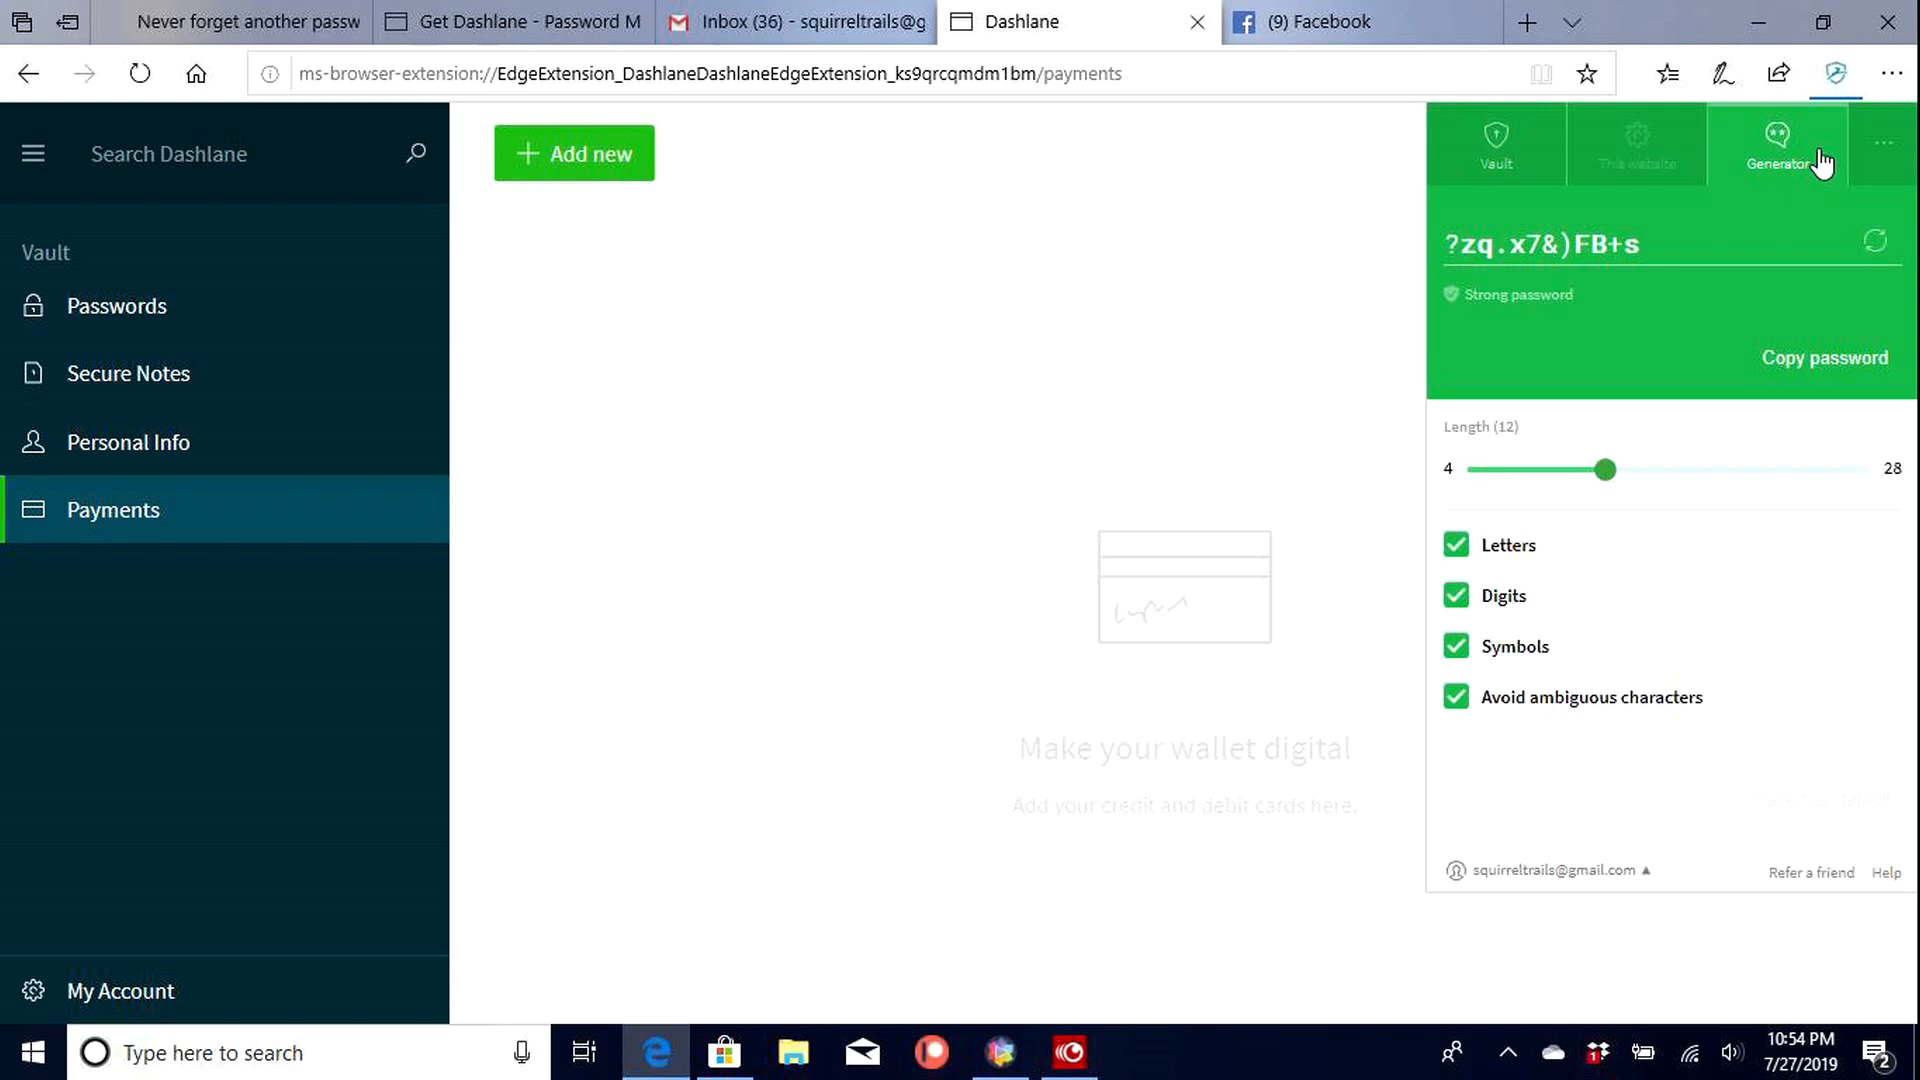 Never forget another passw
Get Dashlane - Password M
Inbox (36) - squirreltrails@g
Dashlane
(9) Facebook
ms-browser-extension://EdgeExtension_DashlaneDashlaneEdgeExtension_ks9qrcqmdm1bm/payments
Search Dashlane
Vault
Passwords
Secure Notes
Personal Info
Payments
My Account
Add new
Make your wallet digital
Add your credit and debit cards here.
Vault
This website
Generator
?zq.x7&)FB+s
Strong password
Copy password
Length (12)
4
28
Letters
Digits
Symbols
Avoid ambiguous characters
squirreltrails@gmail.com
Refer a friend
Help
Type here to search
1
10:54 PM
7/27/2019
2